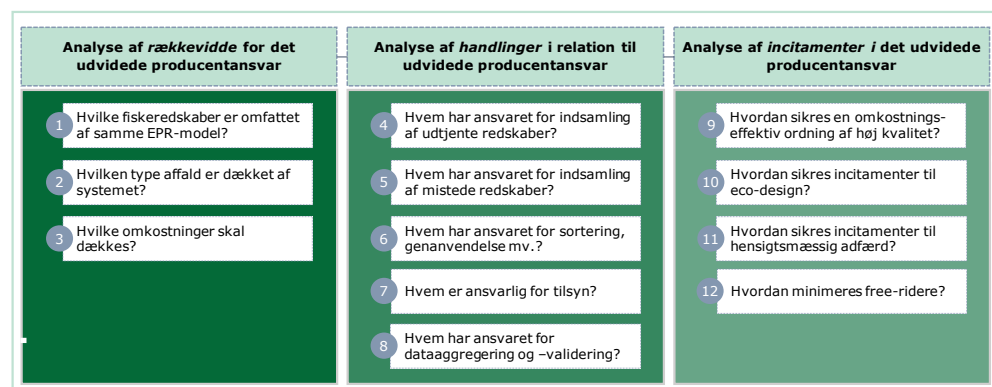 Analyse af rækkevidde for det
udvidede producentansvar
1
Hvilke fiskeredskaber er omfattet
af samme EPR-model?
2
Hvilken type affald er dækket af
systemet?
3
Hvilke omkostninger skal
dækkes?
Analyse af handlinger i relation til
udvidede producentansvar
4
Hvem har ansvaret for indsamling
af udtjente redskaber?
5
Hvem har ansvaret for indsamling
af mistede redskaber?
6
Hvem har ansvaret for sortering,
genanvendelse mv.?
7
Hvem er ansvarlig for tilsyn?
8
Hvem har ansvaret for
dataaggregering og –validering?
Analyse af incitamenter i det udvidede
producentansvar
9
Hvordan sikres en omkostnings-
effektiv ordning af høj kvalitet?
10
Hvordan sikres incitamenter til
eco-design?
11
Hvordan sikres incitamenter til
hensigtsmæssig adfærd?
12
Hvordan minimeres free-ridere?